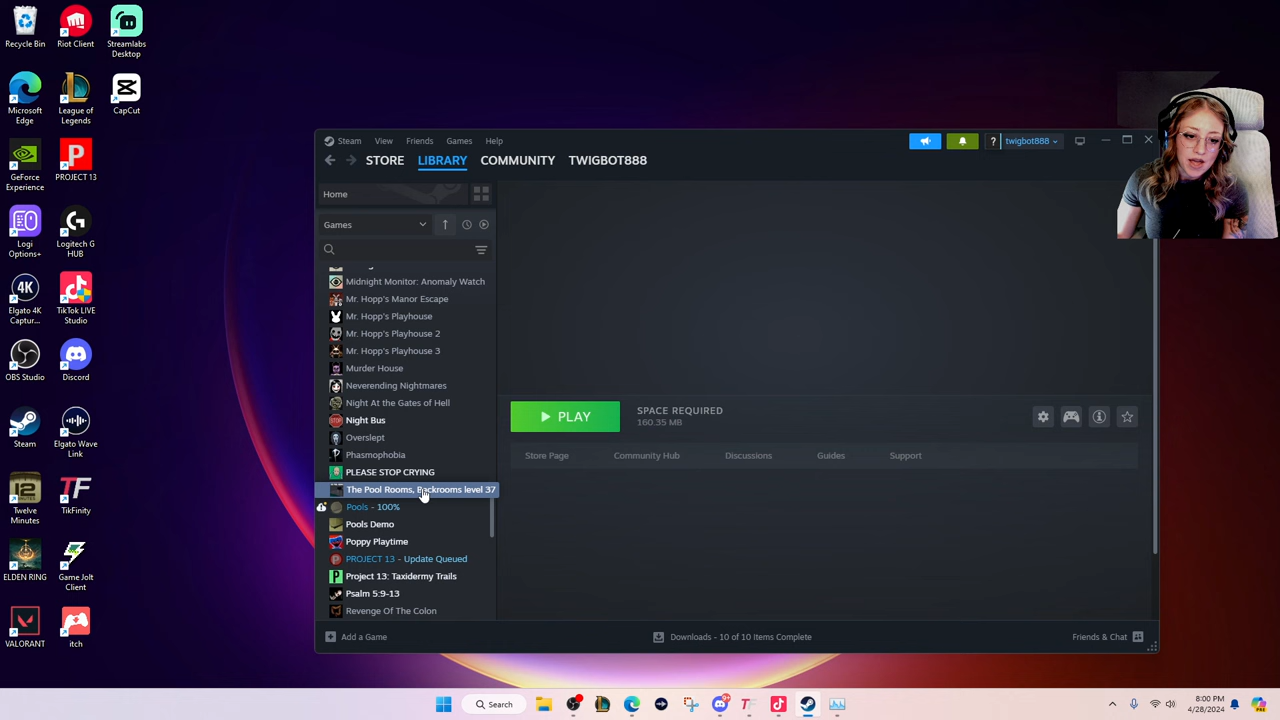 Recycle Bin
Riot Client
Streamlabs
Desktop
Microsoft
Edge
League of
Legends
CapCut
GeForce
Experience
PROJECT 13
Logi
Options+
Logitech G
HUB
Elgato 4K
Captur...
TikTok LIVE
Studio
OBS Studio
Discord
Steam
Elgato Wave
Link
Twelve
Minutes
TikFinity
ELDEN RING
Game Jolt
Client
VALORANT
itch
Steam View Friends Games Help
? twigbot888
STORE LIBRARY COMMUNITY TWIGBOT888
Home
Games
Midnight Monitor: Anomaly Watch
Mr. Hopp's Manor Escape
Mr. Hopp's Playhouse
Mr. Hopp's Playhouse 2
Mr. Hopp's Playhouse 3
Murder House
Neverending Nightmares
Night At the Gates of Hell
Night Bus
Overslept
Phasmophobia
PLEASE STOP CRYING
The Pool Rooms, Backrooms level 37
Pools - 100%
Pools Demo
Poppy Playtime
PROJECT 13 - Update Queued
Project 13: Taxidermy Trails
Psalm 5:9-13
Revenge Of The Colon
PLAY
SPACE REQUIRED
160.35 MB
Store Page Community Hub Discussions Guides Support
Add a Game
Downloads - 10 of 10 Items Complete
Friends & Chat
Search
8:00 PM
4/28/2024